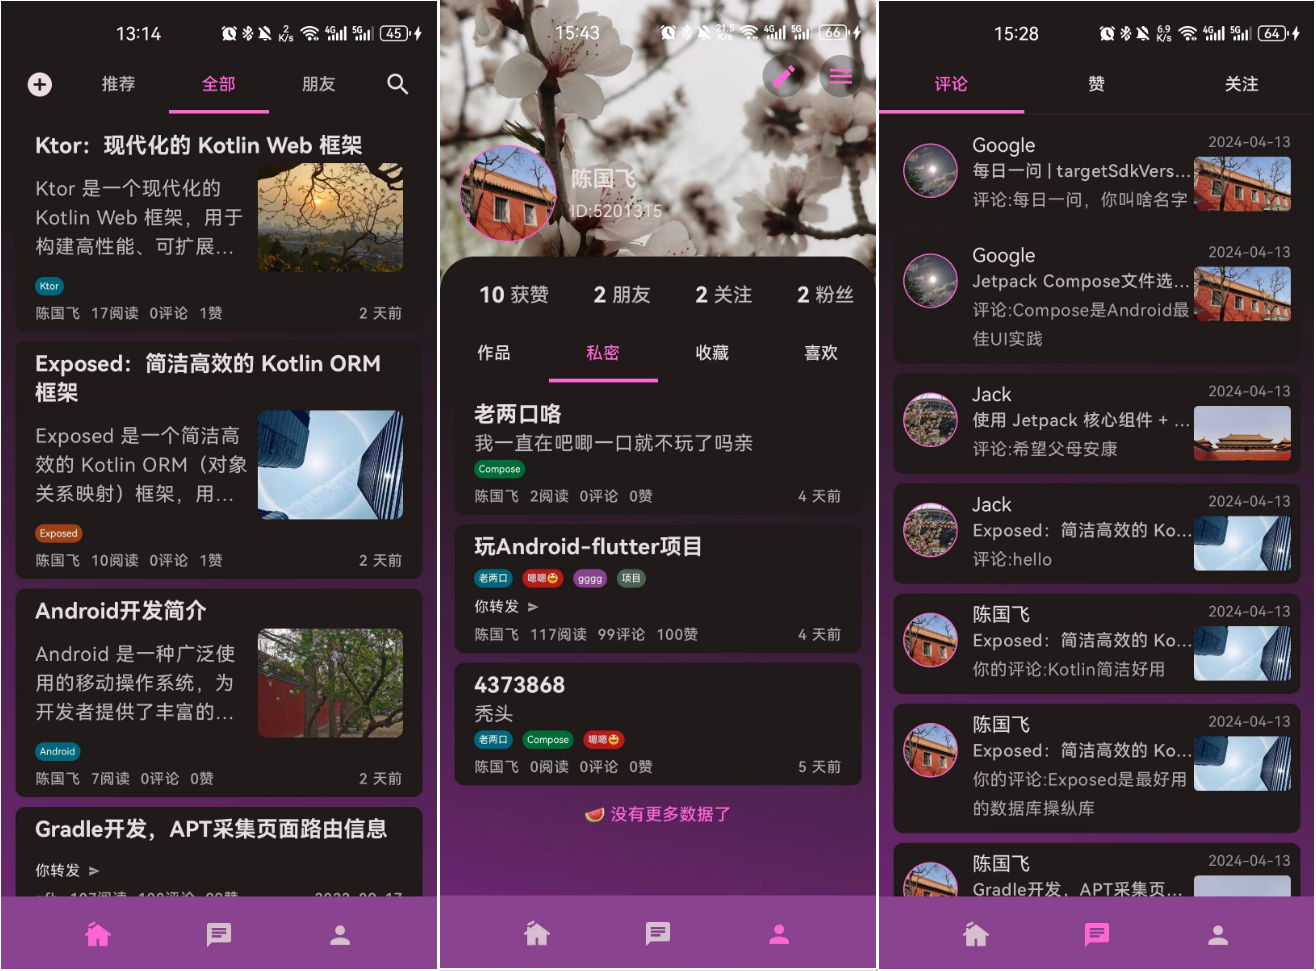 13:14
2 K/s 4G 5G 45
推荐 全部 朋友
Ktor：现代化的 Kotlin Web 框架
Ktor 是一个现代化的
Kotlin Web 框架，用于
构建高性能、可扩展...
Ktor
陈国飞 17阅读 0评论 1赞 2 天前
Exposed：简洁高效的 Kotlin ORM
框架
Exposed 是一个简洁高
效的 Kotlin ORM（对象
关系映射）框架，用...
Exposed
陈国飞 10阅读 0评论 1赞 2 天前
Android开发简介
Android 是一种广泛使
用的移动操作系统，为
开发者提供了丰富的...
Android
陈国飞 7阅读 0评论 0赞 2 天前
Gradle开发，APT采集页面路由信息
你转发
15:43
21.5 K/s 4G 5G 66
陈国飞
ID:5201315
10 获赞 2 朋友 2 关注 2 粉丝
作品 私密 收藏 喜欢
老两口咯
我一直在吧唧一口就不玩了吗亲
Compose
陈国飞 2阅读 0评论 0赞 4 天前
玩Android-flutter项目
老两口 嗯嗯😍 gggg 项目
你转发
陈国飞 117阅读 99评论 100赞 4 天前
4373868
秃头
老两口 Compose 嗯嗯😍
陈国飞 0阅读 0评论 0赞 5 天前
🍉 没有更多数据了
15:28
6.9 K/s 4G 5G 64
评论 赞 关注
Google 2024-04-13
每日一问 | targetSdkVers...
评论:每日一问，你叫啥名字
Google 2024-04-13
Jetpack Compose文件选...
评论:Compose是Android最
佳UI实践
Jack 2024-04-13
使用 Jetpack 核心组件 + ...
评论:希望父母安康
Jack 2024-04-13
Exposed：简洁高效的 Ko...
评论:hello
陈国飞 2024-04-13
Exposed：简洁高效的 Ko...
你的评论:Kotlin简洁好用
陈国飞 2024-04-13
Exposed：简洁高效的 Ko...
你的评论:Exposed是最好用
的数据库操纵库
陈国飞 2024-04-13
Gradle开发，APT采集页...